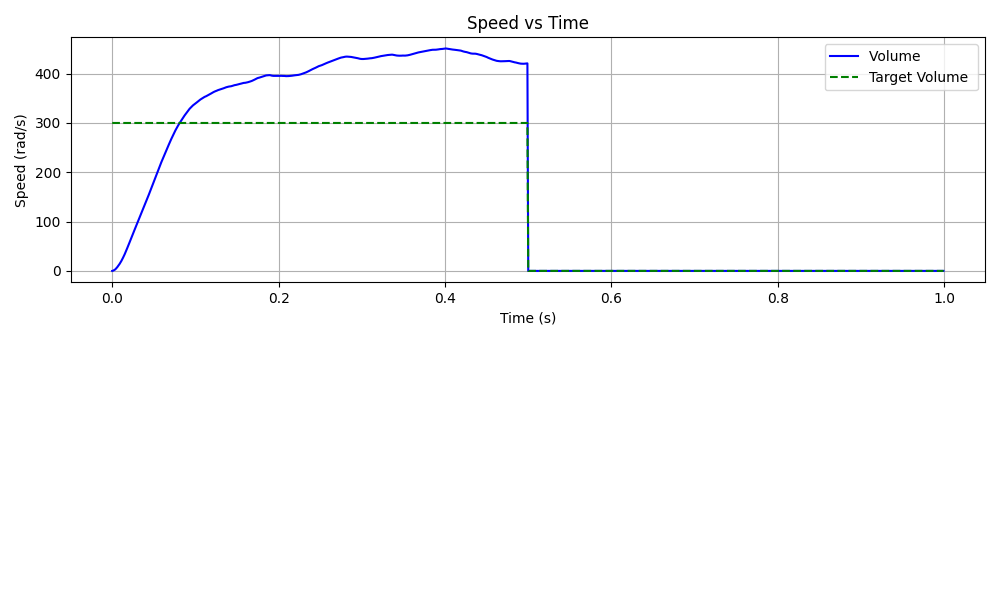 Speed vs Time
Volume
Target Volume
Speed (rad/s)
400
300
200
100
0
0.0 0.2 0.4 0.6 0.8 1.0
Time (s)